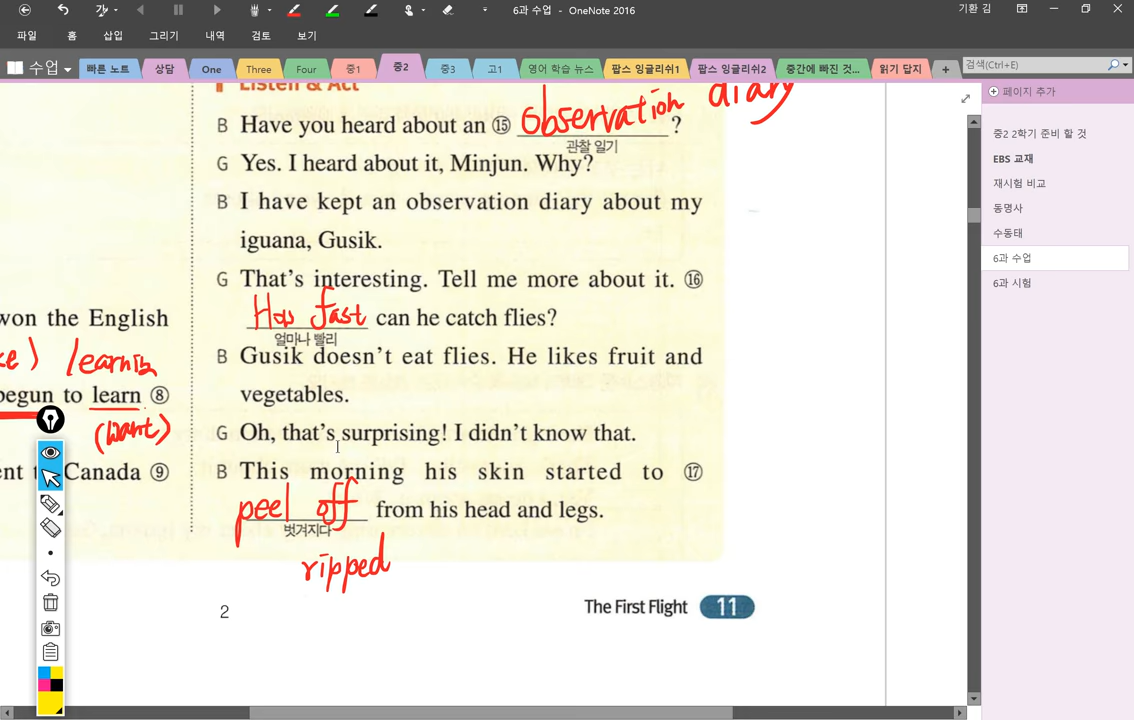 6과 수업 - OneNote 2016
기환 김
파일 홈 삽입 그리기 내역 검토 보기
수업 빠른 노트 상담 One Three Four 중1 중2 중3 고1 영어 학습 뉴스 팝스 잉글리쉬1 팝스 잉글리쉬2 중간에 빠진 것... 읽기 답지 + 검색(Ctrl+E)
페이지 추가
중2 2학기 준비 할 것
EBS 교재
재시험 비교
동명사
수동태
6과 수업
6과 시험
won the English
learning
begun to learn ⑧
(want)
Canada ⑨
Listen & Act
B Have you heard about an ⑮ observation diary ?
관찰 일기
G Yes. I heard about it, Minjun. Why?
B I have kept an observation diary about my
iguana, Gusik.
G That's interesting. Tell me more about it. ⑯
How fast can he catch flies?
얼마나 빨리
B Gusik doesn't eat flies. He likes fruit and
vegetables.
G Oh, that's surprising! I didn't know that.
B This morning his skin started to ⑰
peel off from his head and legs.
벗겨지다
ripped
2
The First Flight 11